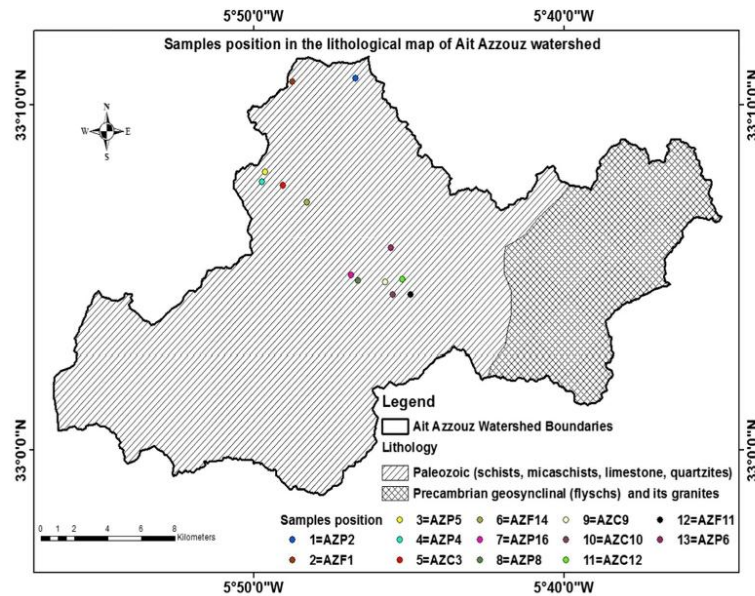 5°50'0"W 5°40'0"W
Samples position in the lithological map of Ait Azzouz watershed
33°10'0"N 33°10'0"N
N
W E
S
33°0'0"N 33°0'0"N
Legend
Ait Azzouz Watershed Boundaries
Lithology
Paleozoic (schists, micaschists, limestone, quartzites)
Precambrian geosynclinal (flyschs) and its granites
Samples position
1=AZP2
2=AZF1
3=AZP5
4=AZP4
5=AZC3
6=AZF14
7=AZP16
8=AZP8
9=AZC9
10=AZC10
11=AZC12
12=AZF11
13=AZP6
0 1 2 4 6 8
Kilometers
5°50'0"W 5°40'0"W